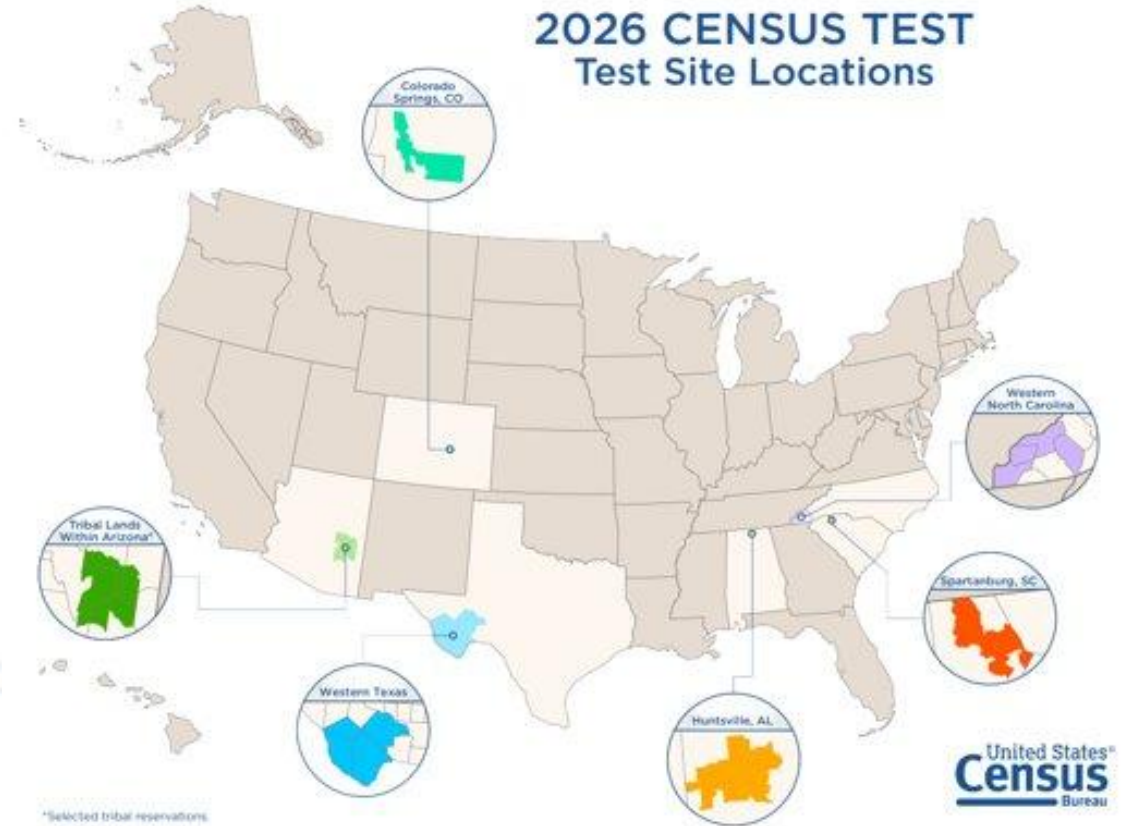 2026 CENSUS TEST
Test Site Locations
Colorado
Springs, CO
Western
North Carolina
Tribal Lands
Within Arizona*
Spartanburg, SC
Western Texas
Huntsville, AL
United States®
Census
Bureau
*Selected tribal reservations.